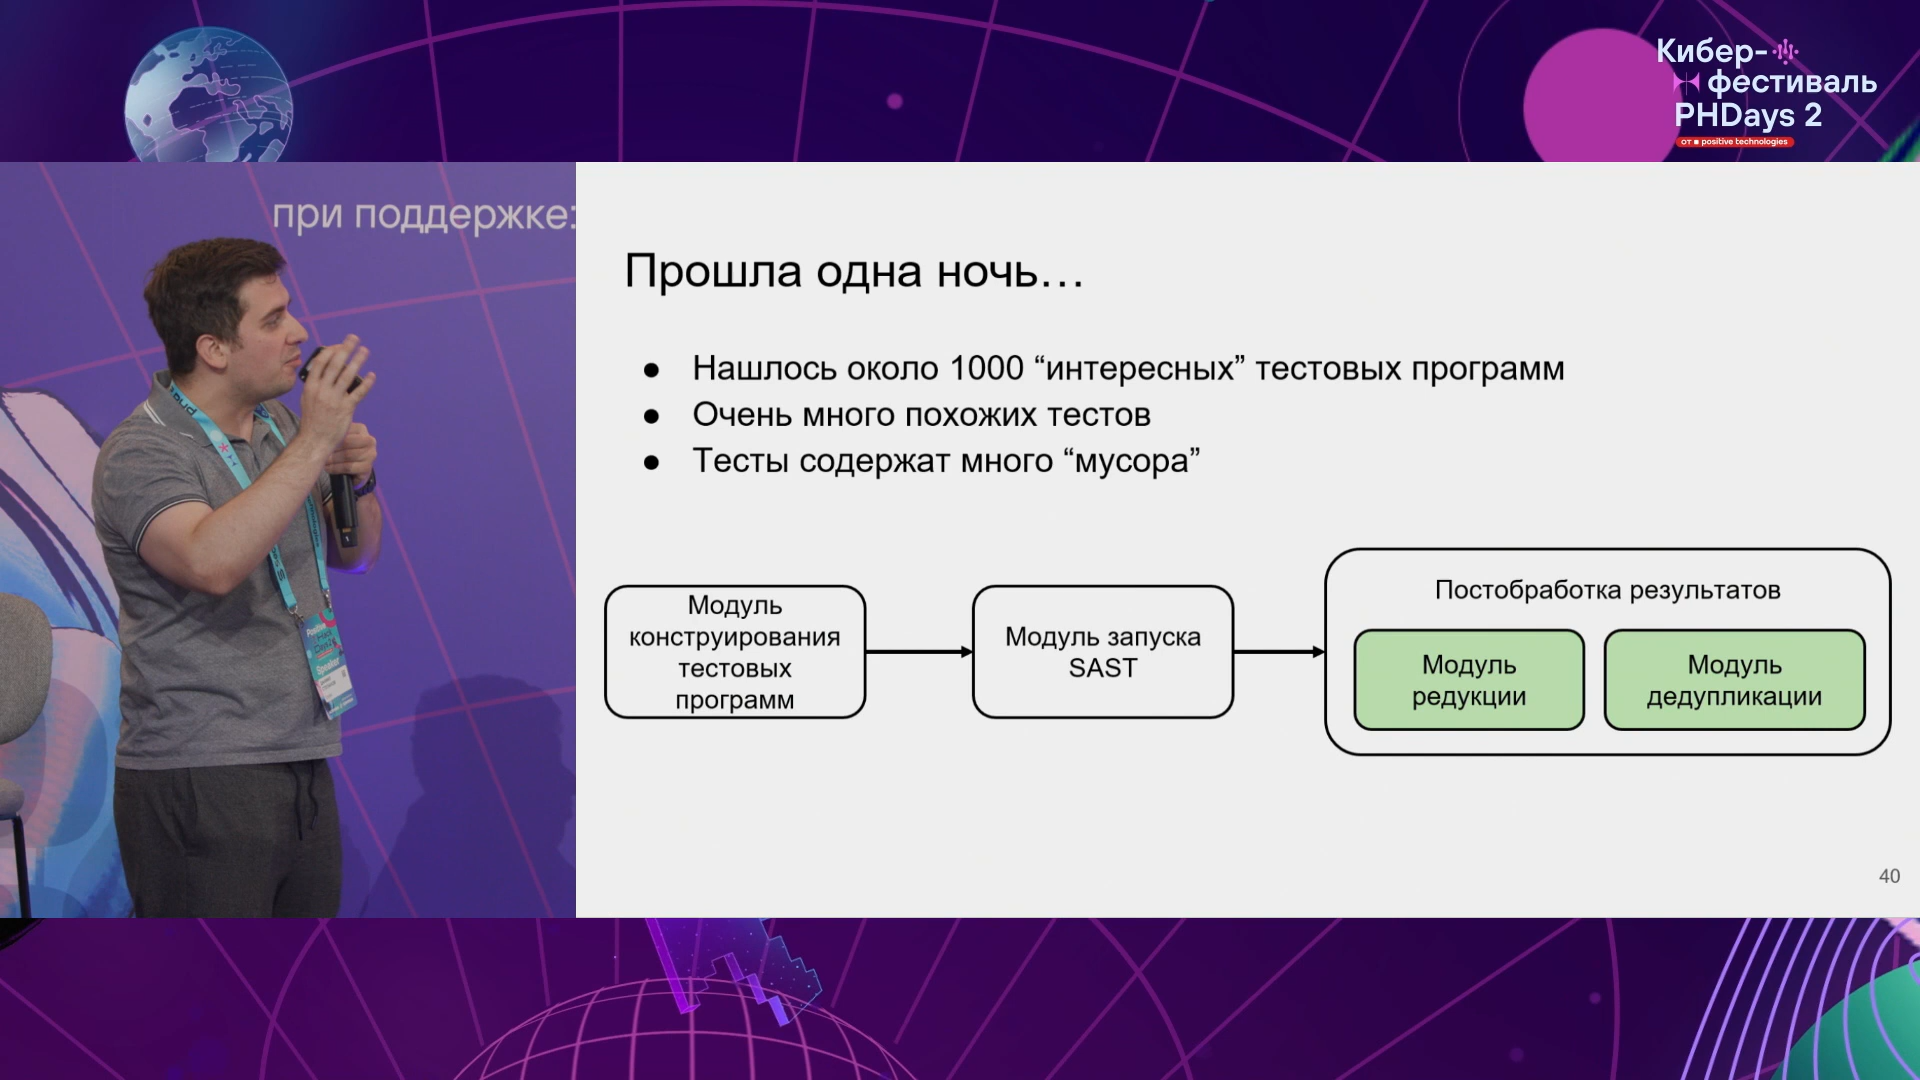 Кибер-
фестиваль
PHDays 2
от positive technologies
при поддержке:
Прошла одна ночь…
● Нашлось около 1000 “интересных” тестовых программ
● Очень много похожих тестов
● Тесты содержат много “мусора”
Модуль
конструирования
тестовых
программ
Модуль запуска
SAST
Постобработка результатов
Модуль
редукции
Модуль
дедупликации
Speaker
40